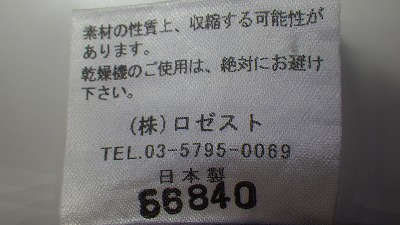 素材の性質上、収縮する可能性が
あります。
乾燥機のご使用は、絶対にお避け
下さい。
(株)ロゼスト
TEL.03-5795-0069
日本製
66840